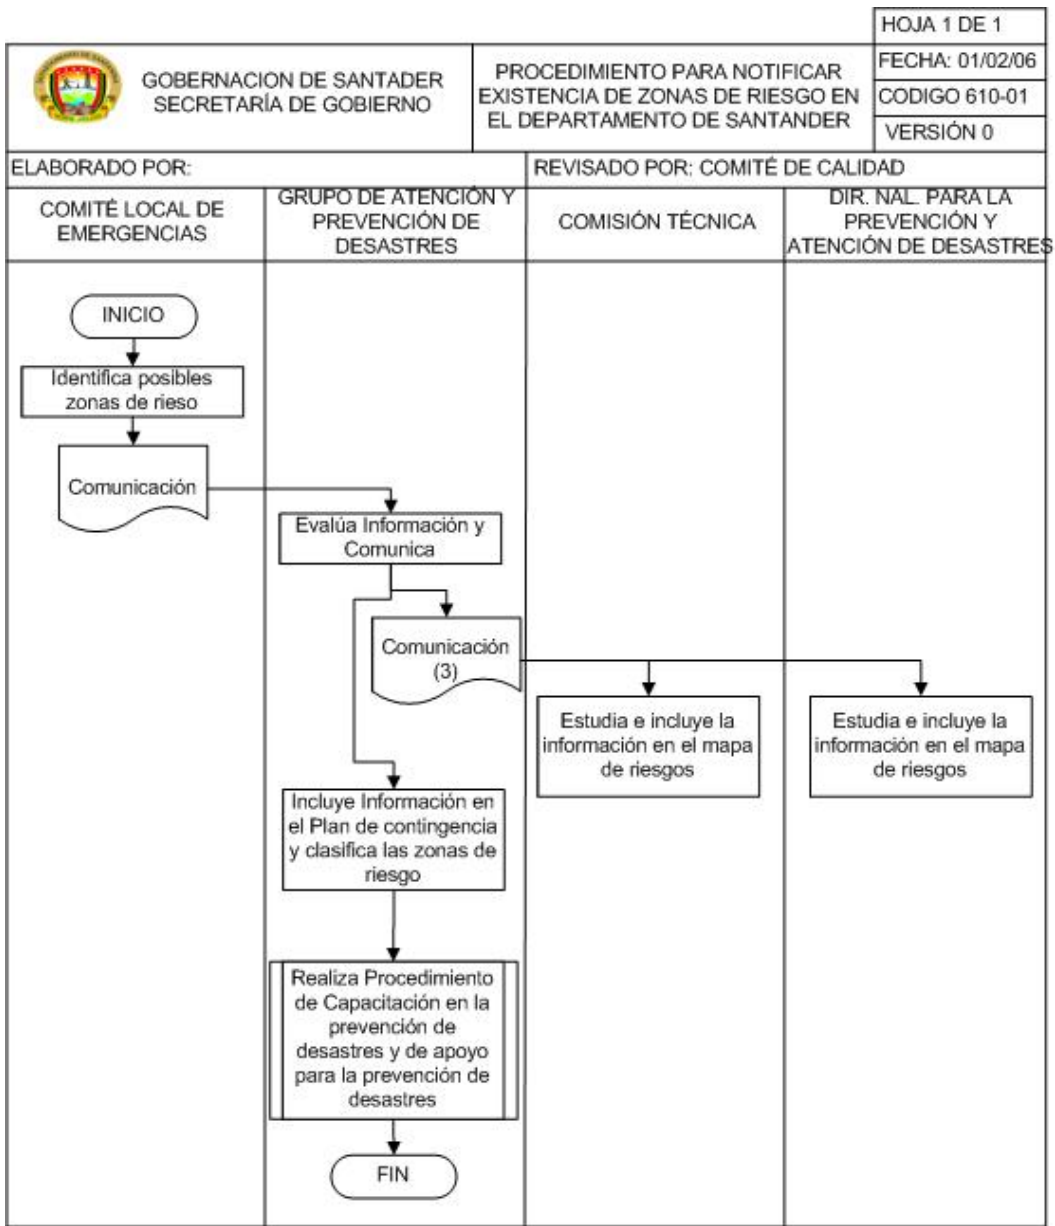 HOJA 1 DE 1
GOBERNACION DE SANTADER
SECRETARÍA DE GOBIERNO
PROCEDIMIENTO PARA NOTIFICAR
EXISTENCIA DE ZONAS DE RIESGO EN
EL DEPARTAMENTO DE SANTANDER
FECHA: 01/02/06
CODIGO 610-01
VERSIÓN 0
ELABORADO POR:
REVISADO POR: COMITÉ DE CALIDAD
COMITÉ LOCAL DE
EMERGENCIAS
GRUPO DE ATENCIÓN Y
PREVENCIÓN DE
DESASTRES
COMISIÓN TÉCNICA
DIR. NAL. PARA LA
PREVENCIÓN Y
ATENCIÓN DE DESASTRES
INICIO
Identifica posibles
zonas de rieso
Comunicación
Evalúa Información y
Comunica
Comunicación
(3)
Estudia e incluye la
información en el mapa
de riesgos
Estudia e incluye la
información en el mapa
de riesgos
Incluye Información en
el Plan de contingencia
y clasifica las zonas de
riesgo
Realiza Procedimiento
de Capacitación en la
prevención de
desastres y de apoyo
para la prevención de
desastres
FIN